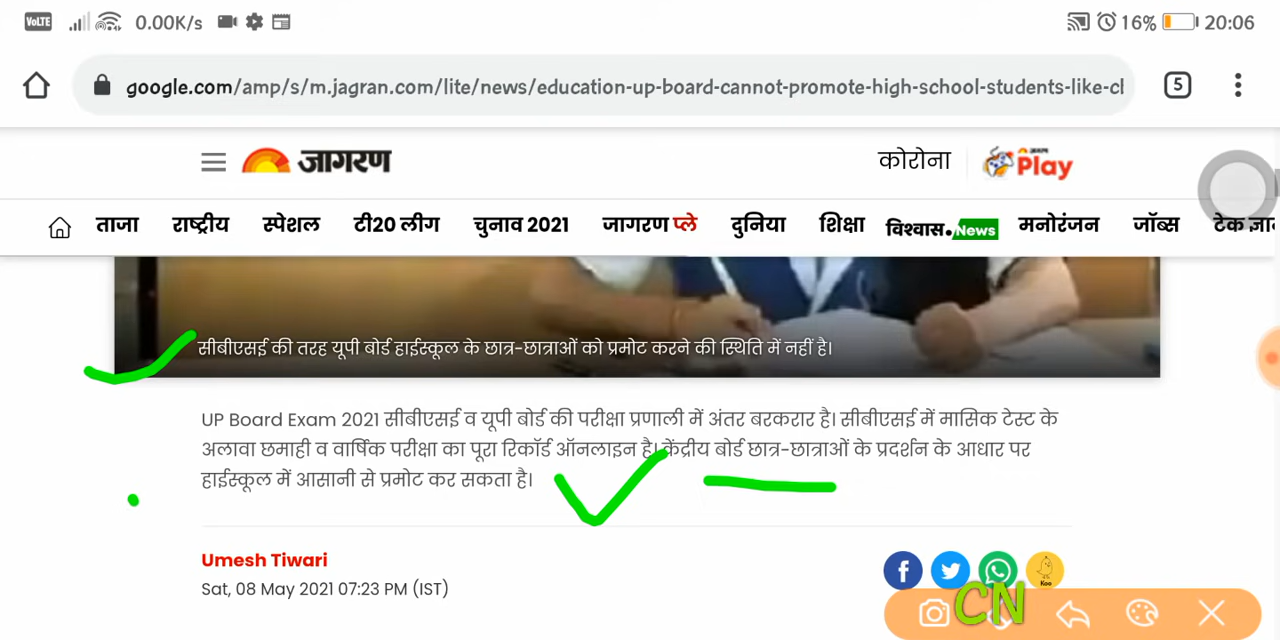 VoLTE 0.00K/s 16% 20:06
google.com/amp/s/m.jagran.com/lite/news/education-up-board-cannot-promote-high-school-students-like-cl 5
जागरण कोरोना Play
ताजा राष्ट्रीय स्पेशल टी20 लीग चुनाव 2021 जागरण प्ले दुनिया शिक्षा विश्वास.News मनोरंजन जॉब्स टेक ज्ञान
सीबीएसई की तरह यूपी बोर्ड हाईस्कूल के छात्र-छात्राओं को प्रमोट करने की स्थिति में नहीं है।
UP Board Exam 2021 सीबीएसई व यूपी बोर्ड की परीक्षा प्रणाली में अंतर बरकरार है। सीबीएसई में मासिक टेस्ट के
अलावा छमाही व वार्षिक परीक्षा का पूरा रिकॉर्ड ऑनलाइन है। केंद्रीय बोर्ड छात्र-छात्राओं के प्रदर्शन के आधार पर
हाईस्कूल में आसानी से प्रमोट कर सकता है।
Umesh Tiwari
Sat, 08 May 2021 07:23 PM (IST)
Koo
CN